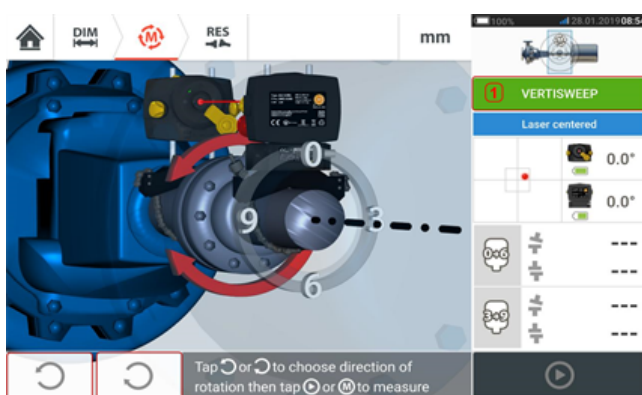 DIM
M
RES
mm
100%
28.01.2019 08:54
1 VERTISWEEP
Laser centered
0.0°
0.0°
0
9
3
6
0+6
---
---
3+9
---
---
Tap or to choose direction of
rotation then tap or M to measure